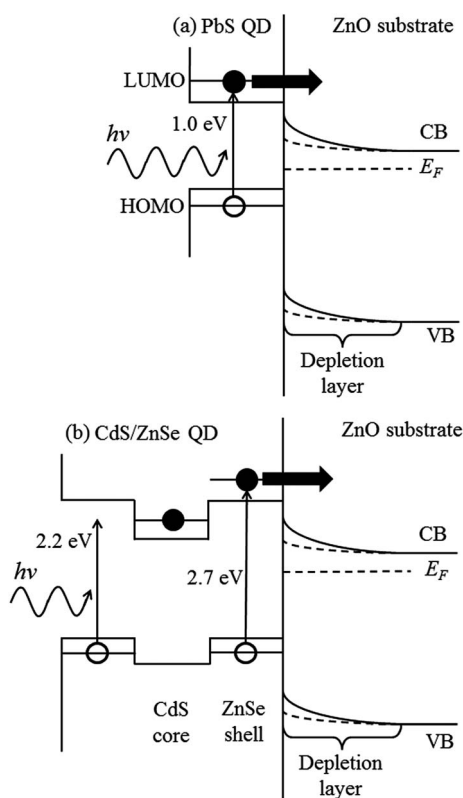 (a) PbS QD
ZnO substrate
LUMO
1.0 eV
hν
CB
E_F
HOMO
VB
Depletion
layer
(b) CdS/ZnSe QD
ZnO substrate
2.2 eV
CB
hν
2.7 eV
E_F
CdS
core
ZnSe
shell
VB
Depletion
layer